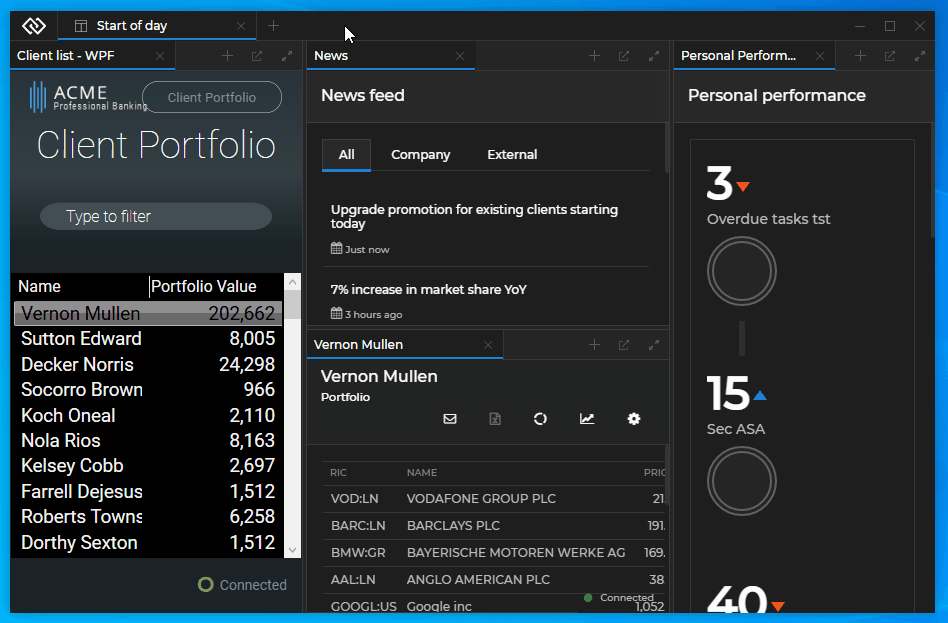 Start of day
Client list - WPF
ACME
Professional Banking
Client Portfolio
Client Portfolio
Type to filter
Name Portfolio Value
Vernon Mullen 202,662
Sutton Edward 8,005
Decker Norris 24,298
Socorro Brown 966
Koch Oneal 2,110
Nola Rios 8,163
Kelsey Cobb 2,697
Farrell Dejesus 1,512
Roberts Towns 6,258
Dorthy Sexton 1,512
Connected
News
News feed
All Company External
Upgrade promotion for existing clients starting
today
Just now
7% increase in market share YoY
3 hours ago
Vernon Mullen
Vernon Mullen
Portfolio
RIC NAME PRIC
VOD:LN VODAFONE GROUP PLC 21.
BARC:LN BARCLAYS PLC 191.
BMW:GR BAYERISCHE MOTOREN WERKE AG 169.
AAL:LN ANGLO AMERICAN PLC 38
GOOGL:US Google inc 1,052
Connected
Personal Perform...
Personal performance
3
Overdue tasks tst
15
Sec ASA
40